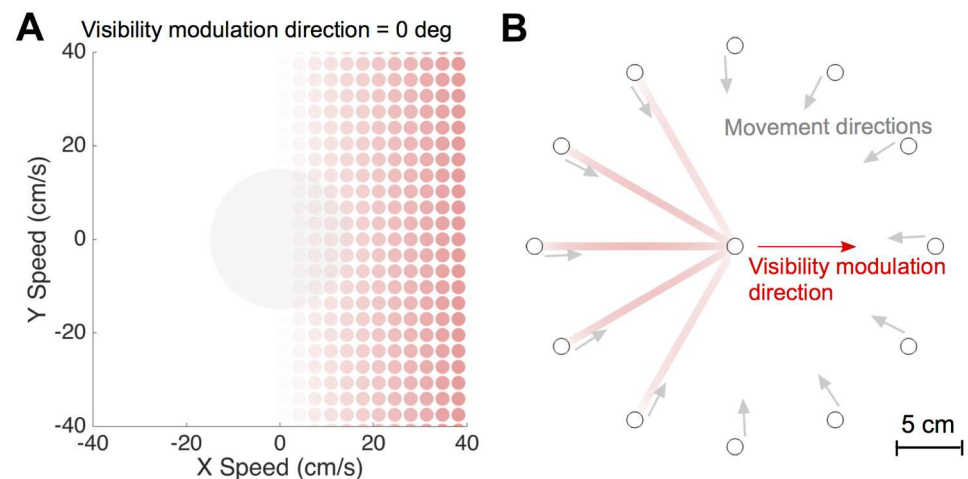 A
Visibility modulation direction = 0 deg
40
20
0
-20
-40
Y Speed (cm/s)
-40
-20
0
20
40
X Speed (cm/s)
B
Movement directions
Visibility modulation
direction
5 cm